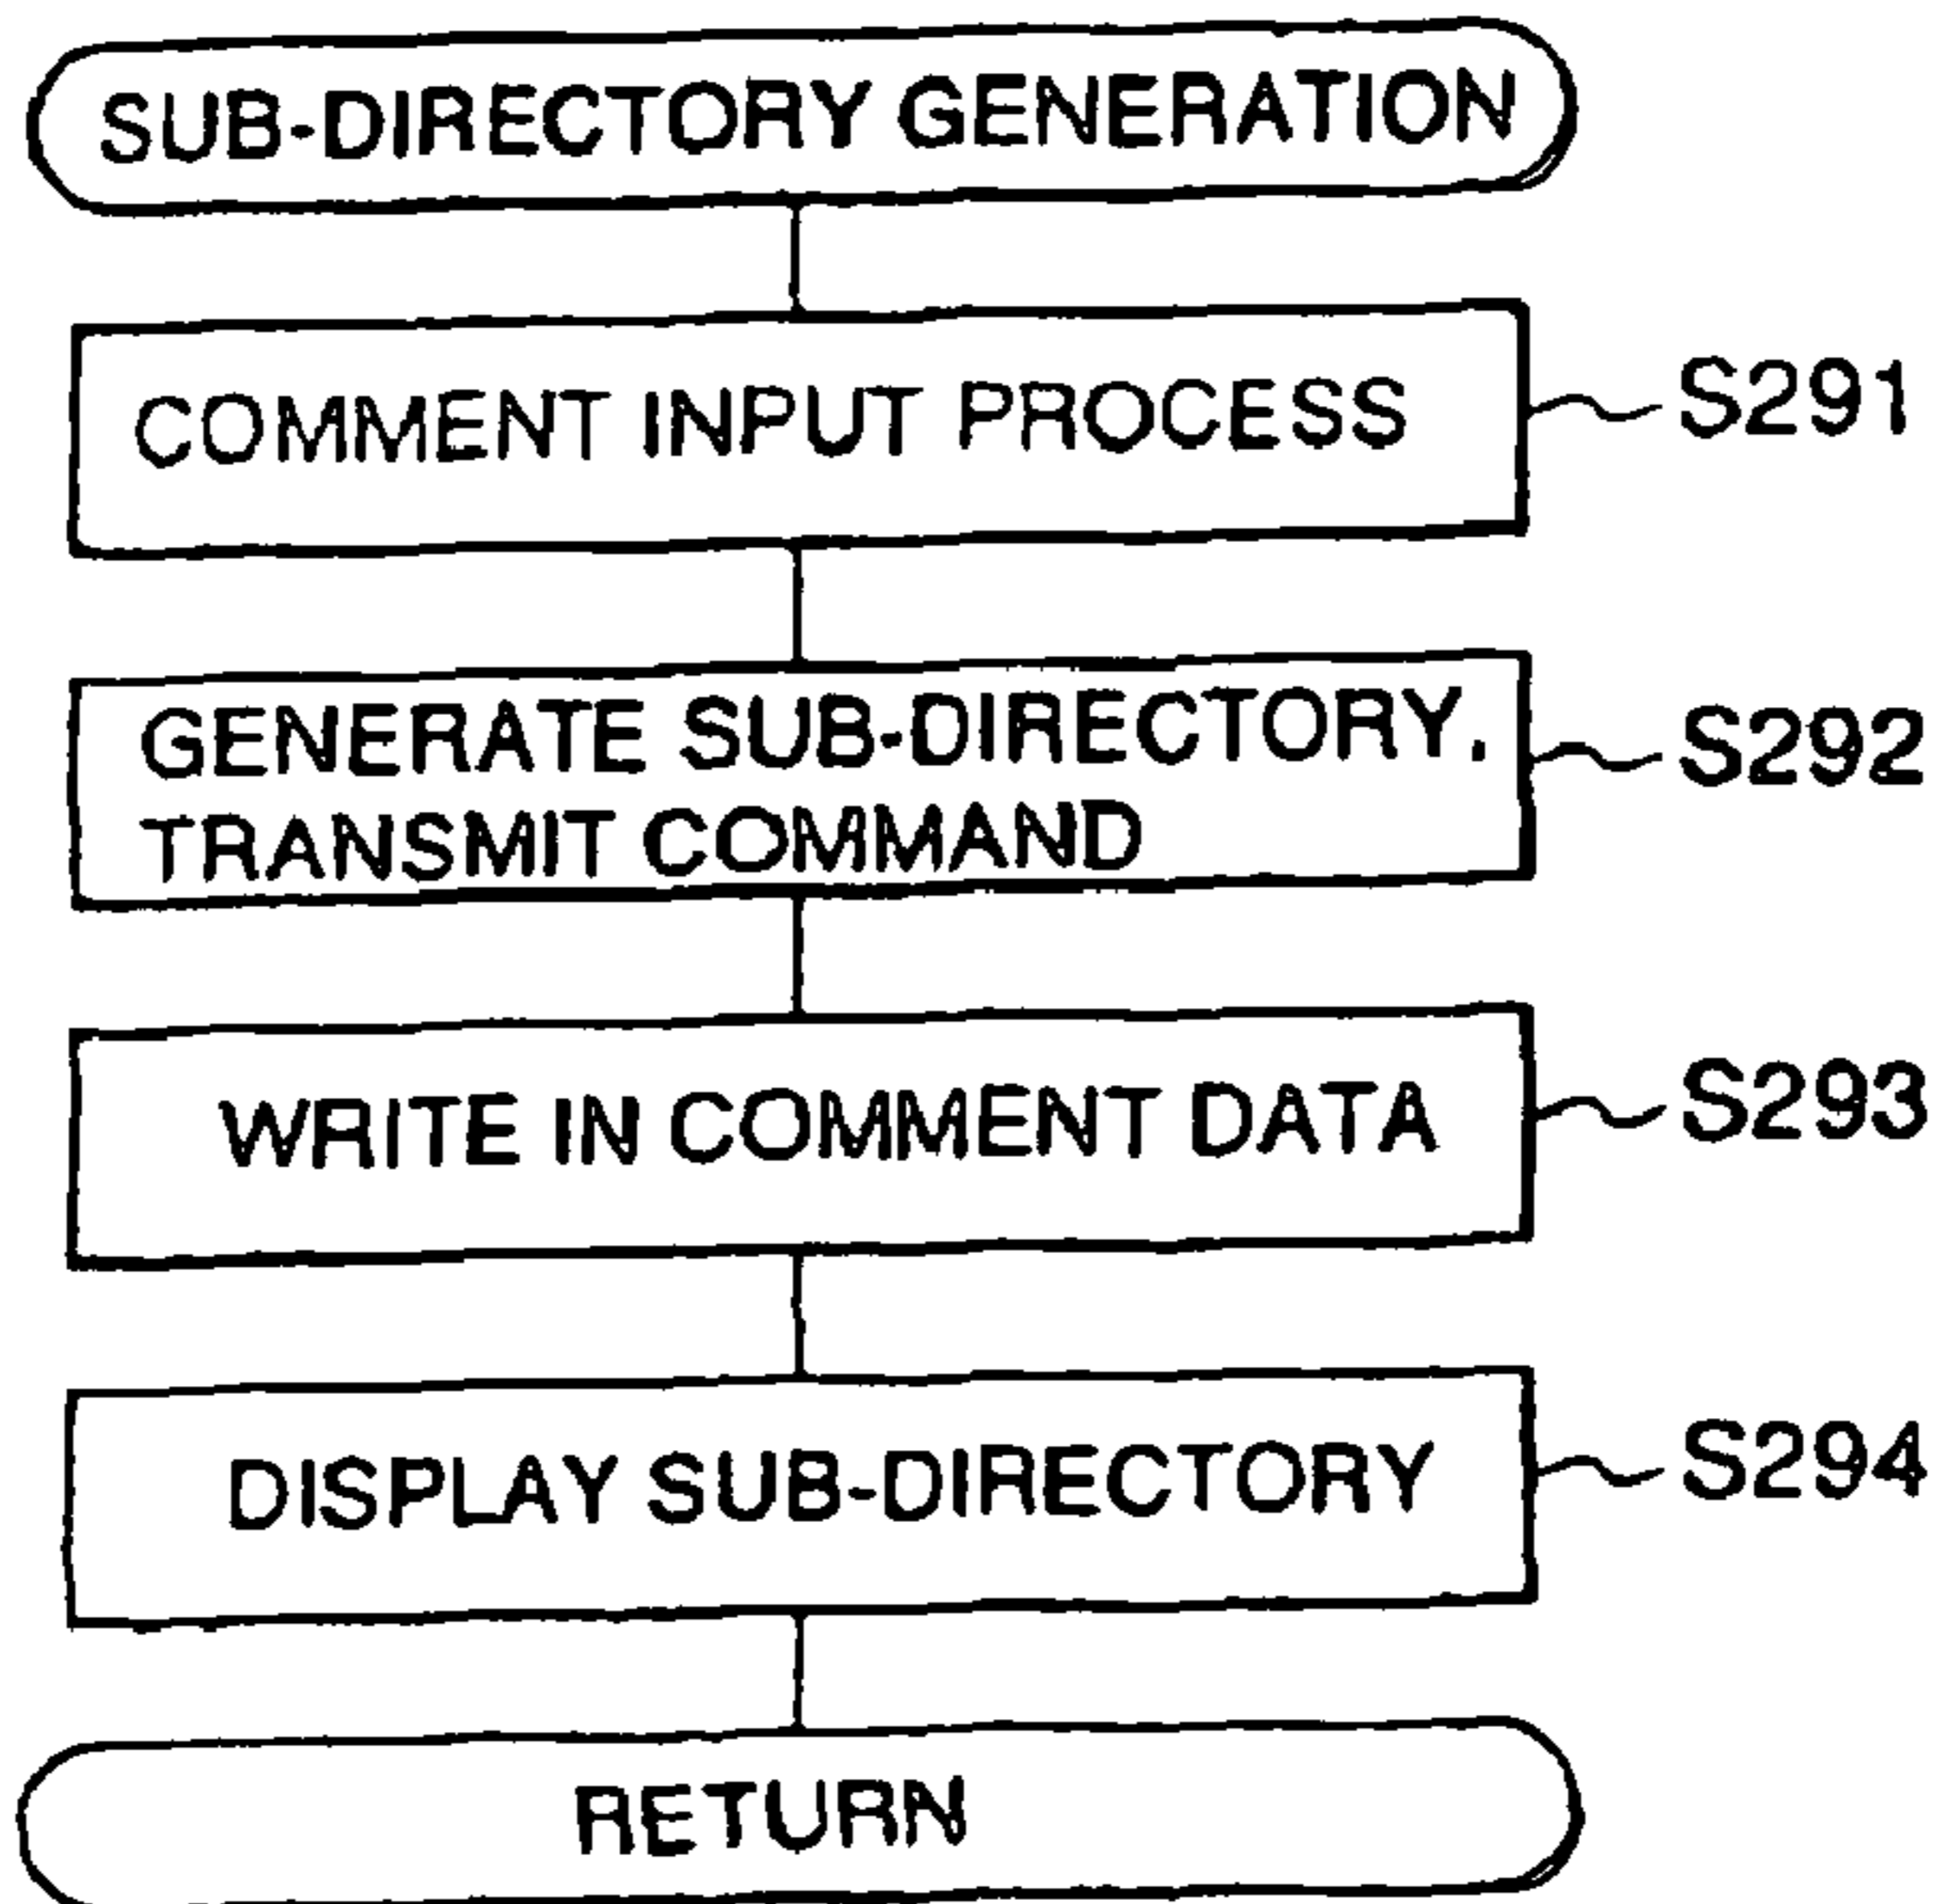 SUB-DIRECTORY GENERATION
COMMENT INPUT PROCESS
S291
GENERATE SUB-DIRECTORY.
TRANSMIT COMMAND
S292
WRITE IN COMMENT DATA
S293
DISPLAY SUB-DIRECTORY
S294
RETURN